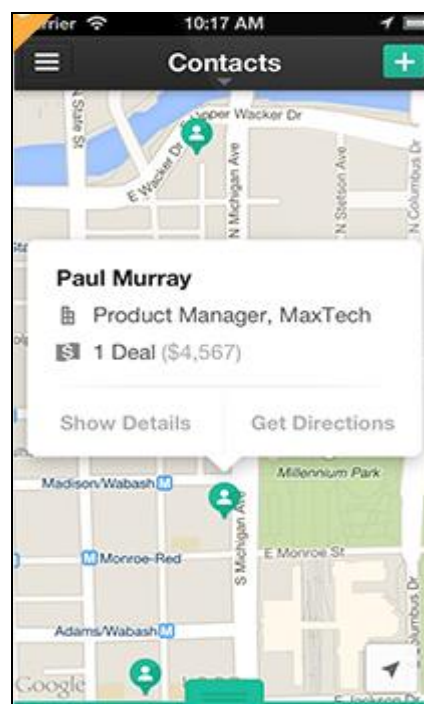 10:17 AM
Contacts
N State St
Upper Wacker Dr
E Wacker Dr
N Michigan Ave
N Stetson Ave
N Columbus Dr
Paul Murray
Product Manager, MaxTech
1 Deal ($4,567)
Show Details
Get Directions
Millennium Park
Madison/Wabash
S Michigan Ave
Monroe-Red
E Monroe St
Adams/Wabash
Google
E Jackson Dr